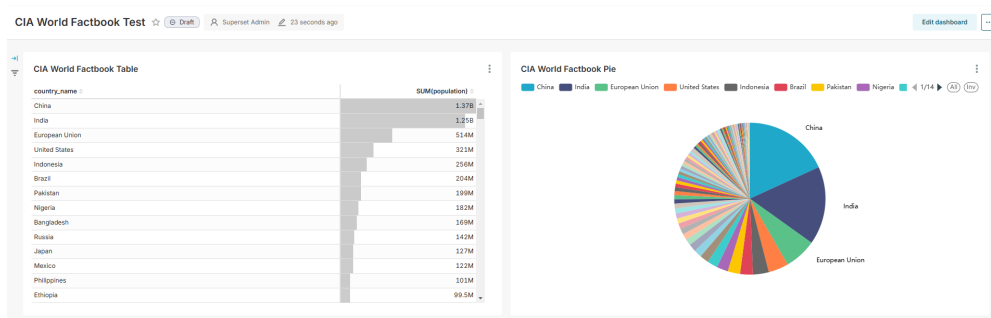 CIA World Factbook Test Draft Superset Admin 23 seconds ago Edit dashboard
CIA World Factbook Table
country_name SUM(population)
China 1.37B
India 1.25B
European Union 514M
United States 321M
Indonesia 256M
Brazil 204M
Pakistan 199M
Nigeria 182M
Bangladesh 169M
Russia 142M
Japan 127M
Mexico 122M
Philippines 101M
Ethiopia 99.5M
CIA World Factbook Pie
China India European Union United States Indonesia Brazil Pakistan Nigeria 1/14 All Inv
China
India
European Union